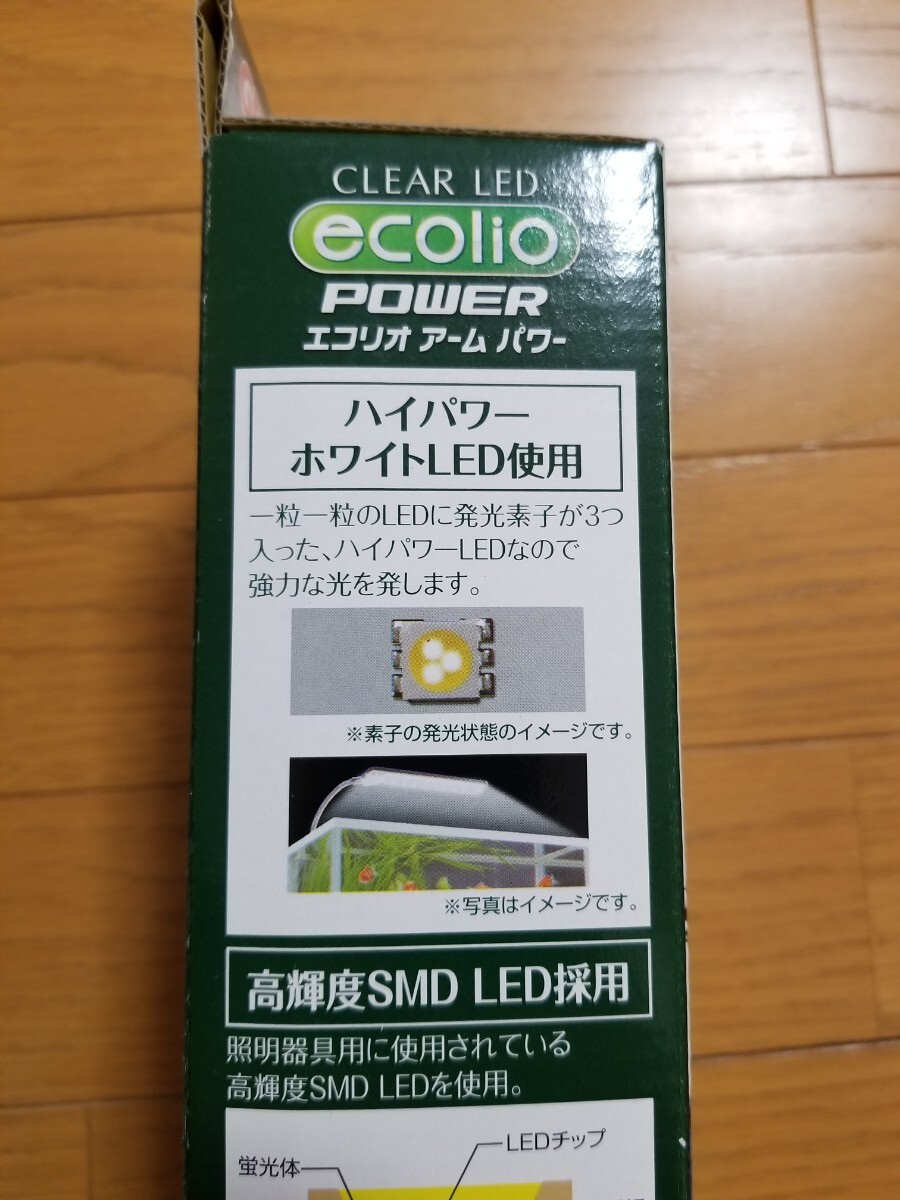 CLEAR LED
ecolio
POWER
エコリオ アーム パワー
ハイパワー
ホワイトLED使用
一粒一粒のLEDに発光素子が3つ
入った、ハイパワーLEDなので
強力な光を発します。
※素子の発光状態のイメージです。
※写真はイメージです。
高輝度SMD LED採用
照明器具用に使用されている
高輝度SMD LEDを使用。
LEDチップ
蛍光体